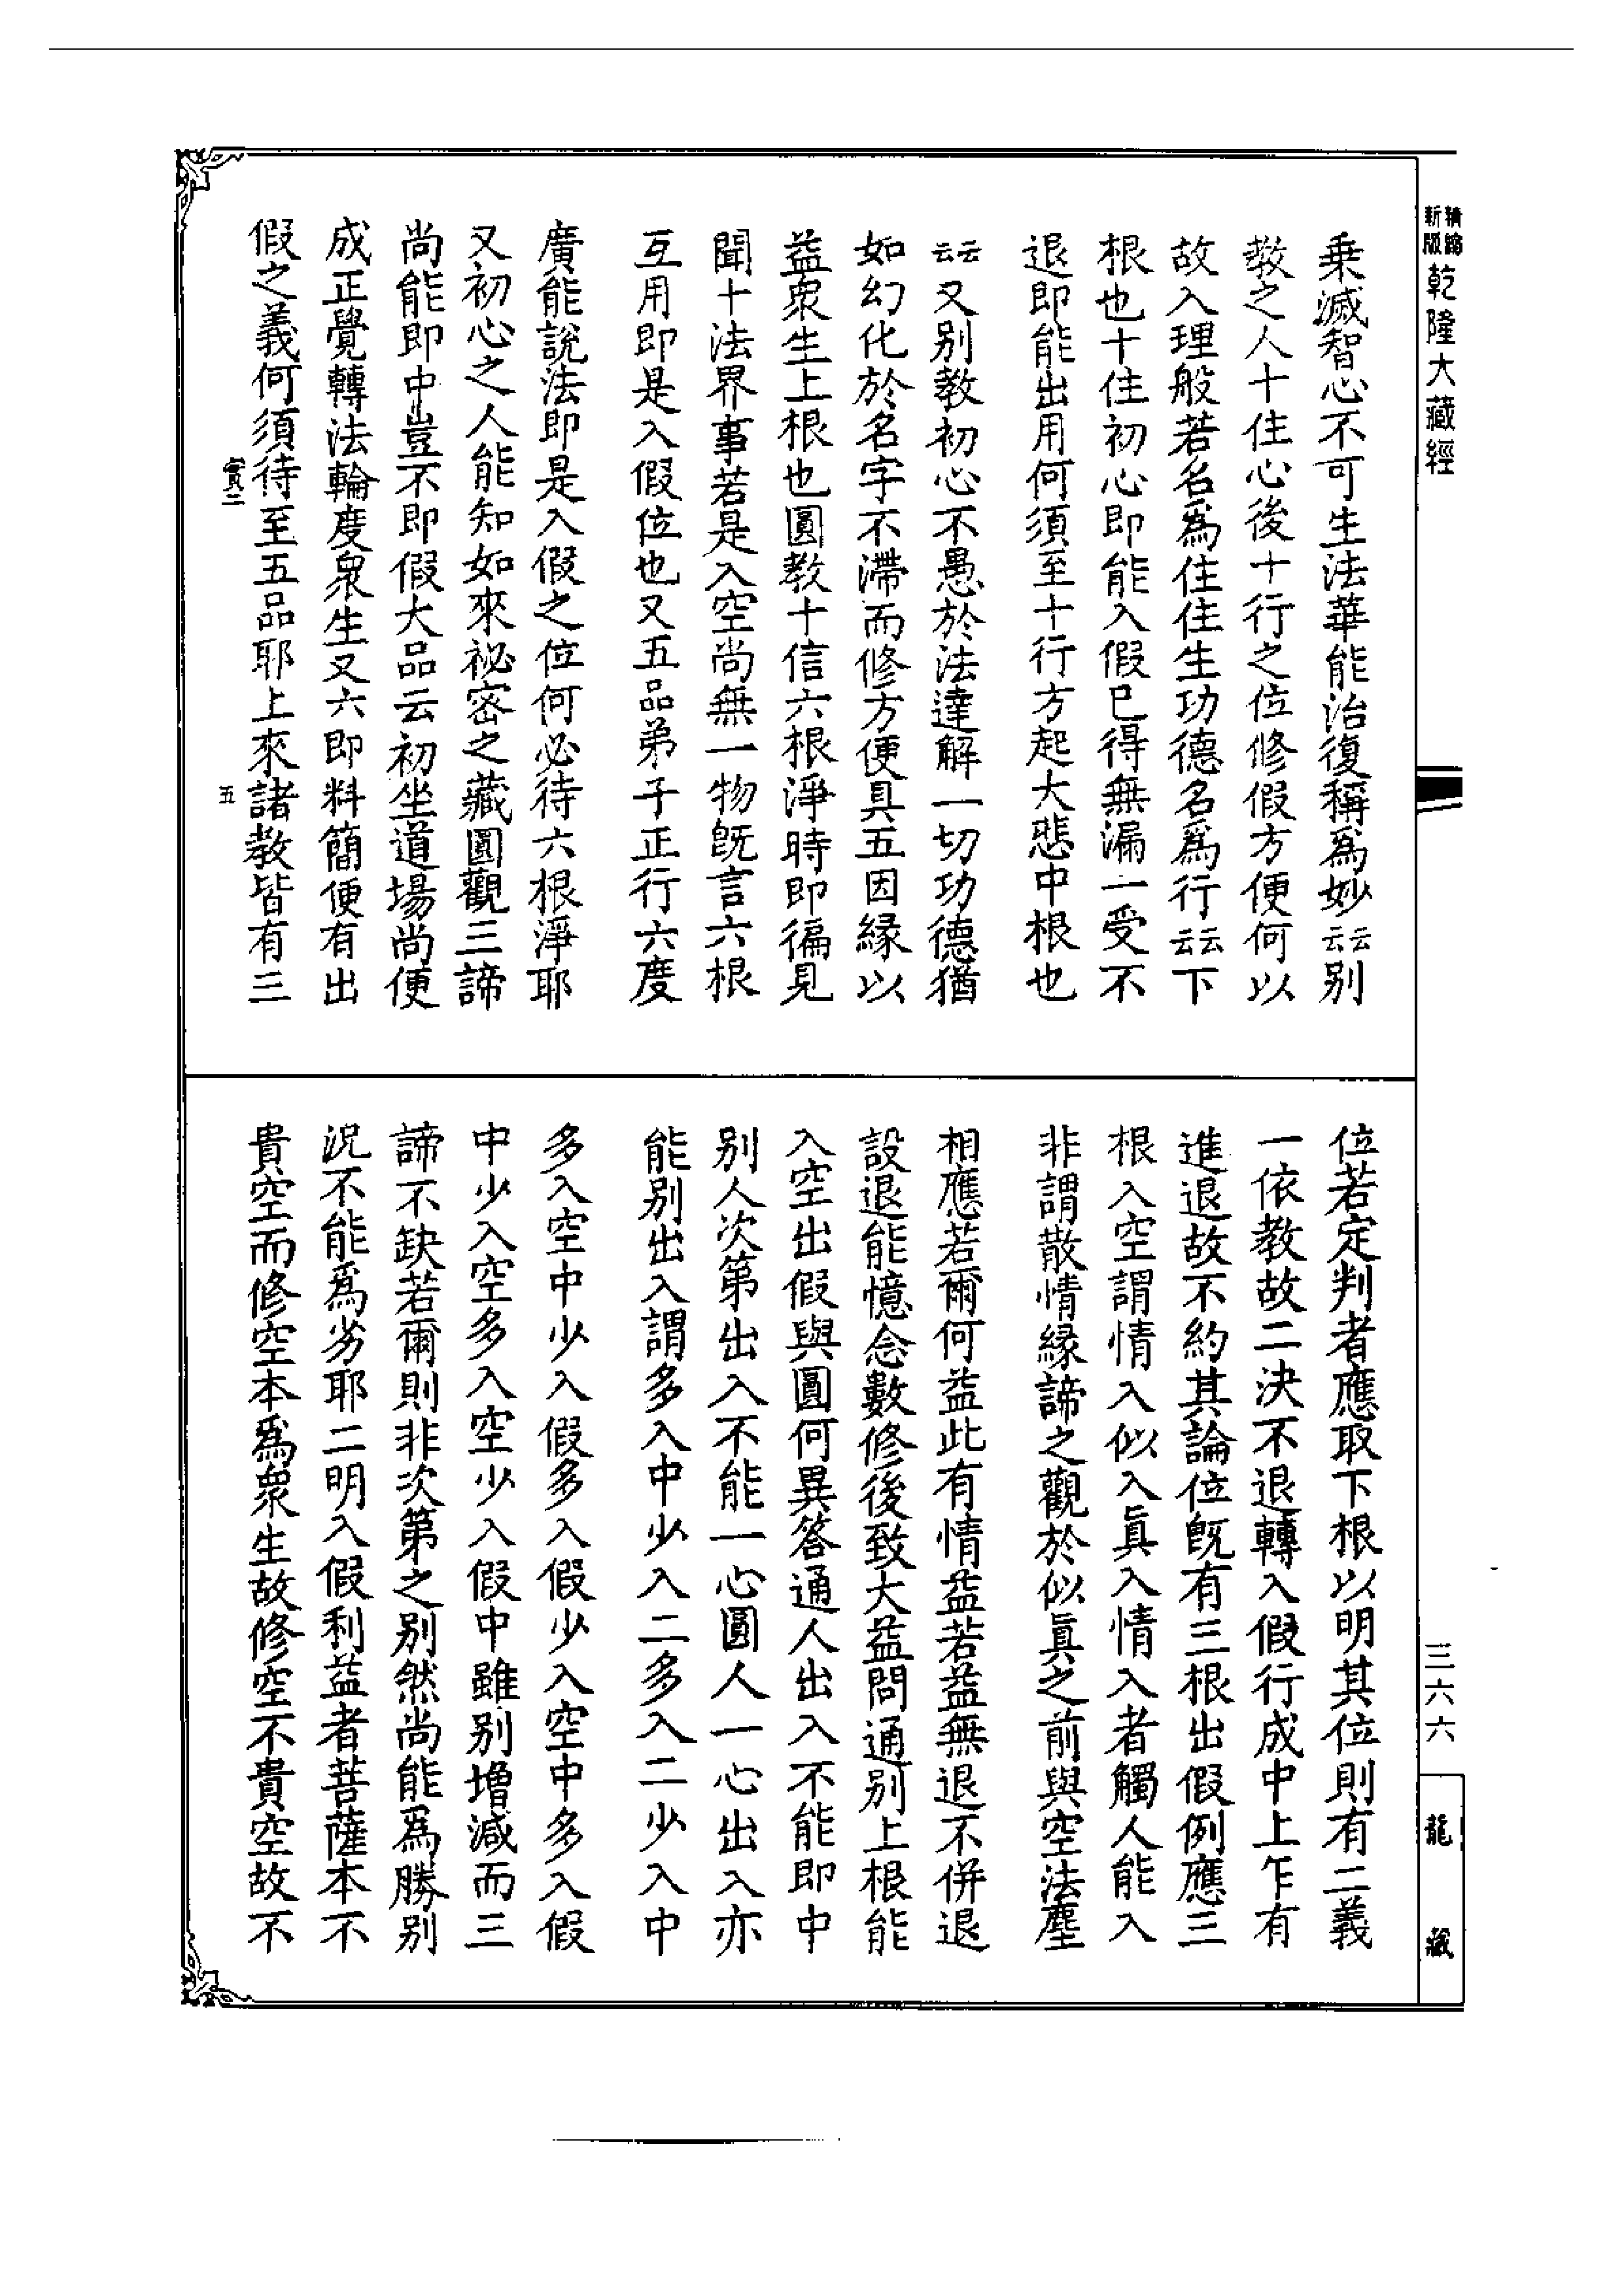 新版精縮乾隆大藏經
乗滅智心不可生法華能治復稱爲妙云云别
教之人十住心後十行之位修假方便何以
故入理般若名爲住住生功德名爲行云云下
根也十住初心即能入假已得無漏一受不
退即能出用何須至十行方起大悲中根也
云云又别教初心不愚於法達解一切功德猶
如幻化於名字不滯而修方便具五因緣以
益衆生上根也圓教十信六根淨時即徧見
聞十法界事若是入空尚無一物旣言六根
互用即是入假位也又五品弟子正行六度
廣能說法即是入假之位何必待六根淨耶
又初心之人能知如來祕密之藏圓觀三諦
尚能即中豈不即假大品云初坐道場尚便
成正覺轉法輪度衆生又六即料簡便有出
假之義何須待至五品耶上來諸教皆有三
實二 五
位若定判者應取下根以明其位則有二義
一依教故二決不退轉入假行成中上乍有
進退故不約其論位旣有三根出假例應三
根入空謂情入似入眞入情入者觸人能入
非謂散情緣諦之觀於似眞之前與空法塵
相應若爾何益此有情益若益無退不併退
設退能憶念數修後致大益問通别上根能
入空出假與圓何異答通人出入不能即中
别人次第出入不能一心圓人一心出入亦
能别出入謂多入中少入二多入二少入中
多入空中少入假多入假少入空中多入假
中少入空多入空少入假中雖别增減而三
諦不缺若爾則非次第之别然尚能爲勝别
況不能爲劣耶二明入假利益者菩薩本不
貴空而修空本爲衆生故修空不貴空故不
三六六
龍藏